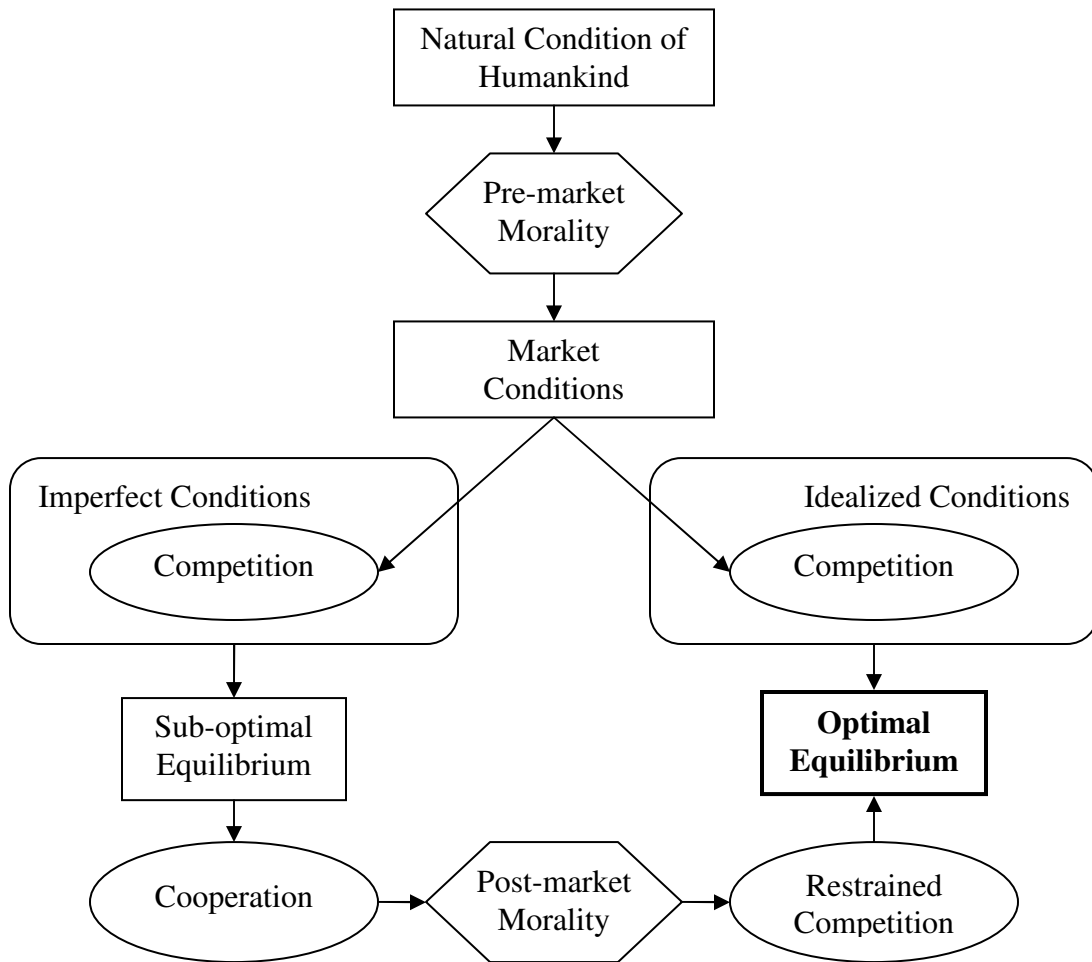 Natural Condition of
Humankind
Pre-market
Morality
Market
Conditions
Imperfect Conditions
Competition
Idealized Conditions
Competition
Sub-optimal
Equilibrium
Optimal
Equilibrium
Cooperation
Post-market
Morality
Restrained
Competition